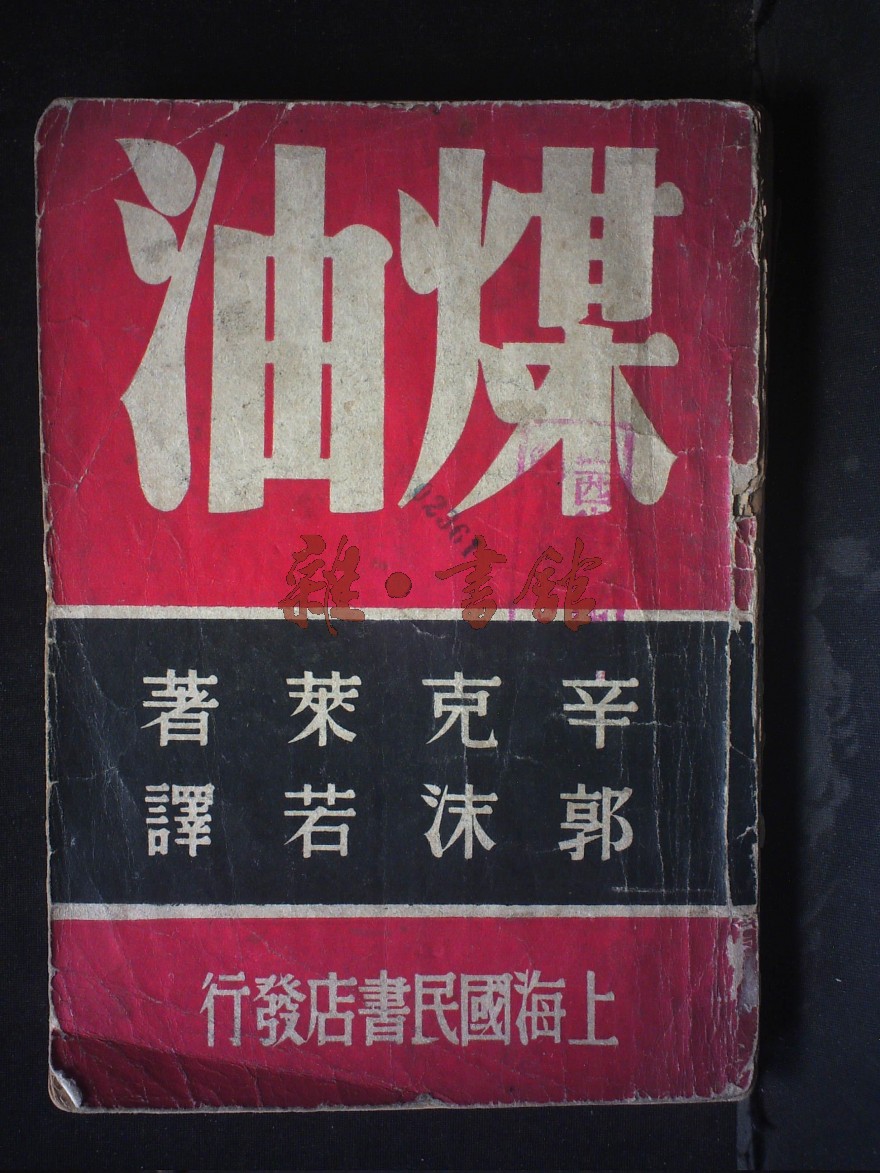 煤油
02361
雜·書館
辛克萊著
郭沫若譯
上海國民書店發行